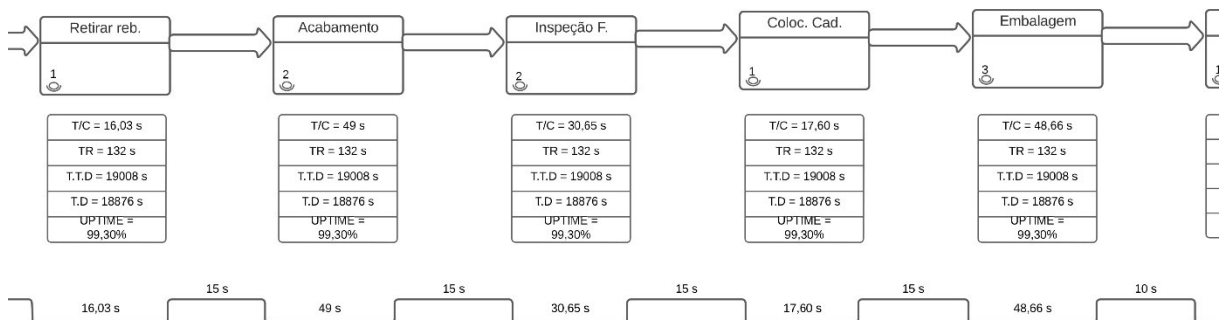 Retirar reb.
1
Acabamento
2
Inspeção F.
2
Coloc. Cad.
1
Embalagem
3
1
T/C = 16,03 s
TR = 132 s
T.T.D = 19008 s
T.D = 18876 s
UPTIME =
99,30%
T/C = 49 s
TR = 132 s
T.T.D = 19008 s
T.D = 18876 s
UPTIME =
99,30%
T/C = 30,65 s
TR = 132 s
T.T.D = 19008 s
T.D = 18876 s
UPTIME =
99,30%
T/C = 17,60 s
TR = 132 s
T.T.D = 19008 s
T.D = 18876 s
UPTIME =
99,30%
T/C = 48,66 s
TR = 132 s
T.T.D = 19008 s
T.D = 18876 s
UPTIME =
99,30%
16,03 s
15 s
49 s
15 s
30,65 s
15 s
17,60 s
15 s
48,66 s
10 s